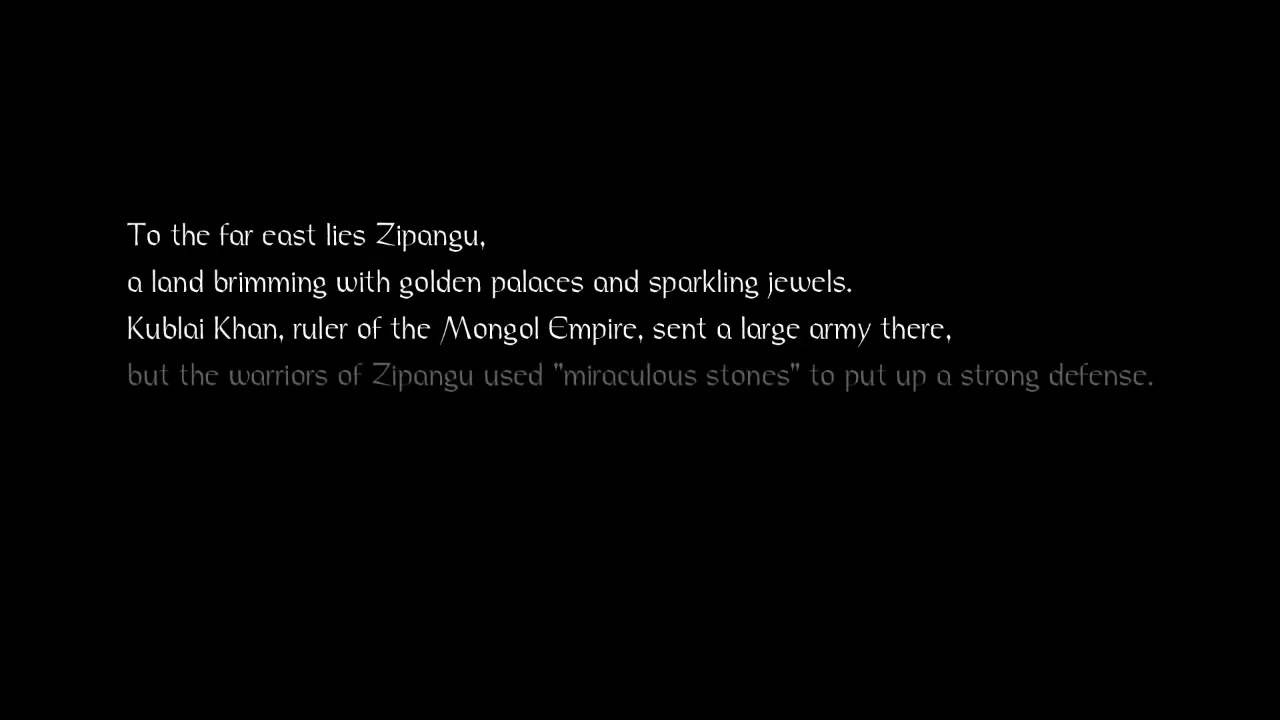 To the far east lies Zipangu,
a land brimming with golden palaces and sparkling jewels.
Kublai Khan, ruler of the Mongol Empire, sent a large army there,
but the warriors of Zipangu used "miraculous stones" to put up a strong defense.